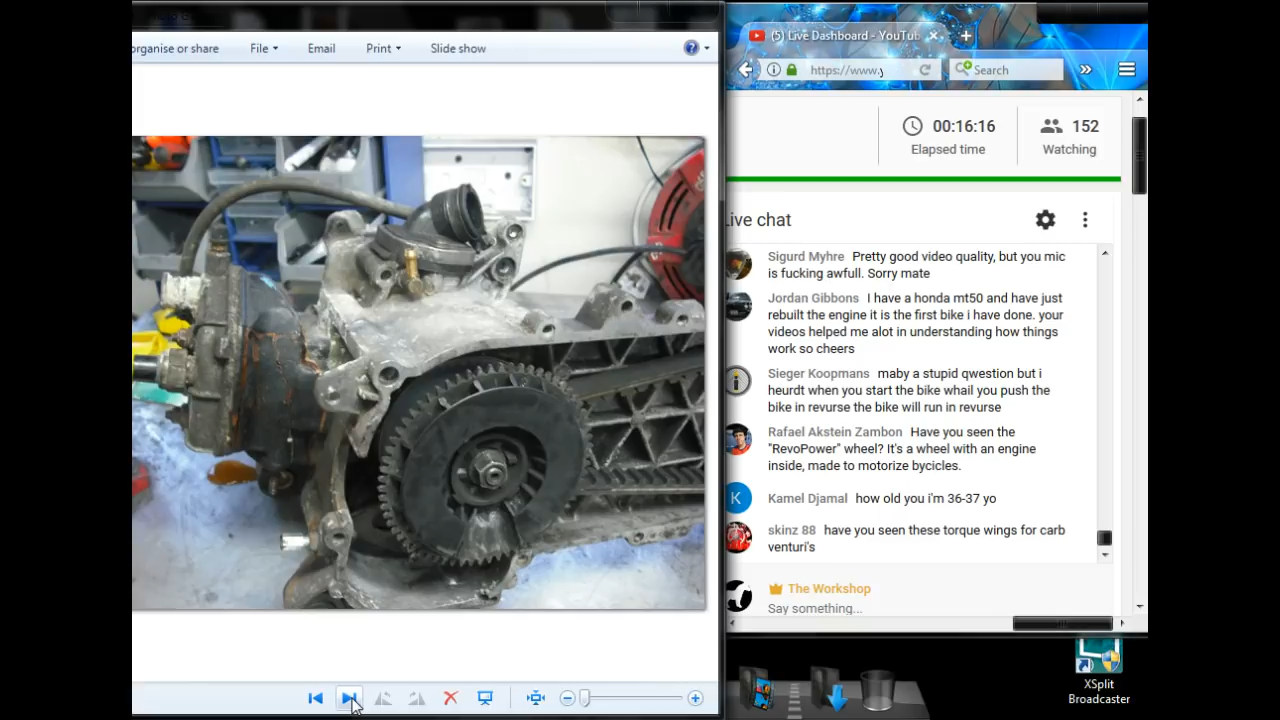 organise or share File Email Print Slide show
(5) Live Dashboard - YouTub
https://www.y
Search
00:16:16
Elapsed time
152
Watching
Live chat
Sigurd Myhre Pretty good video quality, but you mic
is fucking awfull. Sorry mate
Jordan Gibbons I have a honda mt50 and have just
rebuilt the engine it is the first bike i have done. your
videos helped me alot in understanding how things
work so cheers
Sieger Koopmans maby a stupid qwestion but i
heurdt when you start the bike whail you push the
bike in revurse the bike will run in revurse
Rafael Akstein Zambon Have you seen the
"RevoPower" wheel? It's a wheel with an engine
inside, made to motorize bycicles.
K
Kamel Djamal how old you i'm 36-37 yo
skinz 88 have you seen these torque wings for carb
venturi's
The Workshop
Say something...
XSplit
Broadcaster